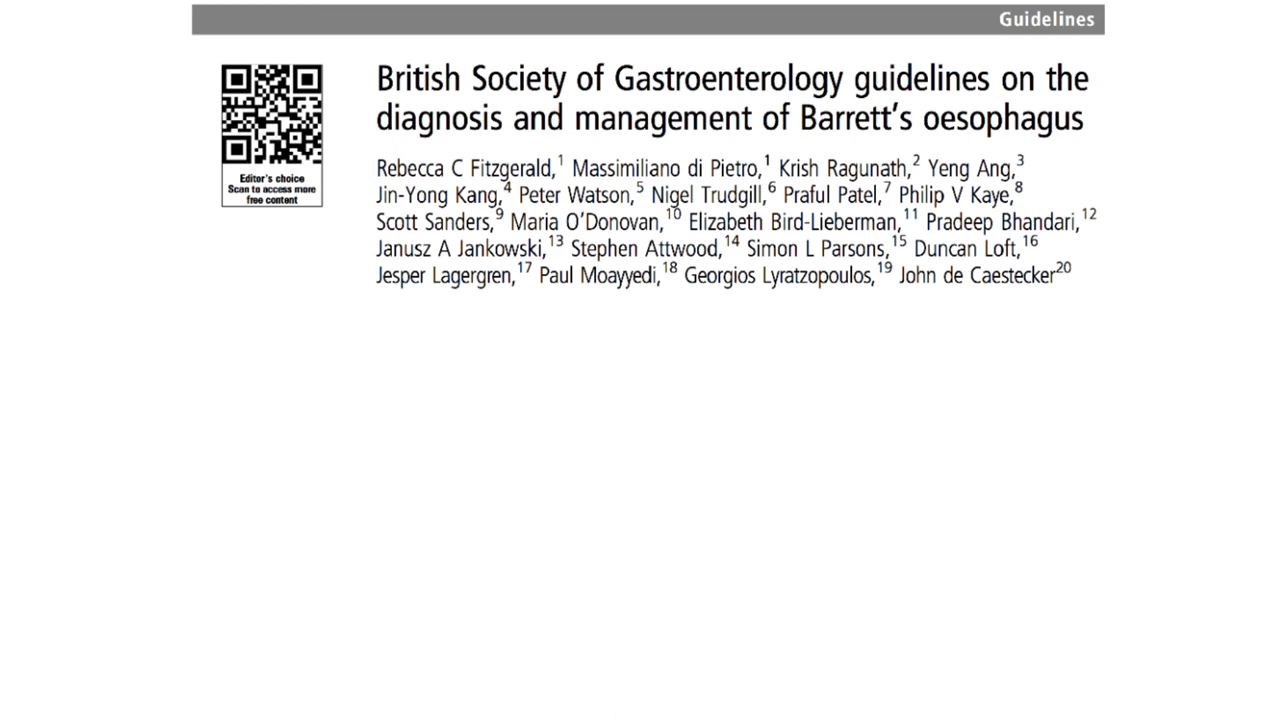 Guidelines
British Society of Gastroenterology guidelines on the
diagnosis and management of Barrett's oesophagus
Editor's choice
Scan to access more
free content
Rebecca C Fitzgerald,¹ Massimiliano di Pietro,¹ Krish Ragunath,² Yeng Ang,³
Jin-Yong Kang,⁴ Peter Watson,⁵ Nigel Trudgill,⁶ Praful Patel,⁷ Philip V Kaye,⁸
Scott Sanders,⁹ Maria O'Donovan,¹⁰ Elizabeth Bird-Lieberman,¹¹ Pradeep Bhandari,¹²
Janusz A Jankowski,¹³ Stephen Attwood,¹⁴ Simon L Parsons,¹⁵ Duncan Loft,¹⁶
Jesper Lagergren,¹⁷ Paul Moayyedi,¹⁸ Georgios Lyratzopoulos,¹⁹ John de Caestecker²⁰